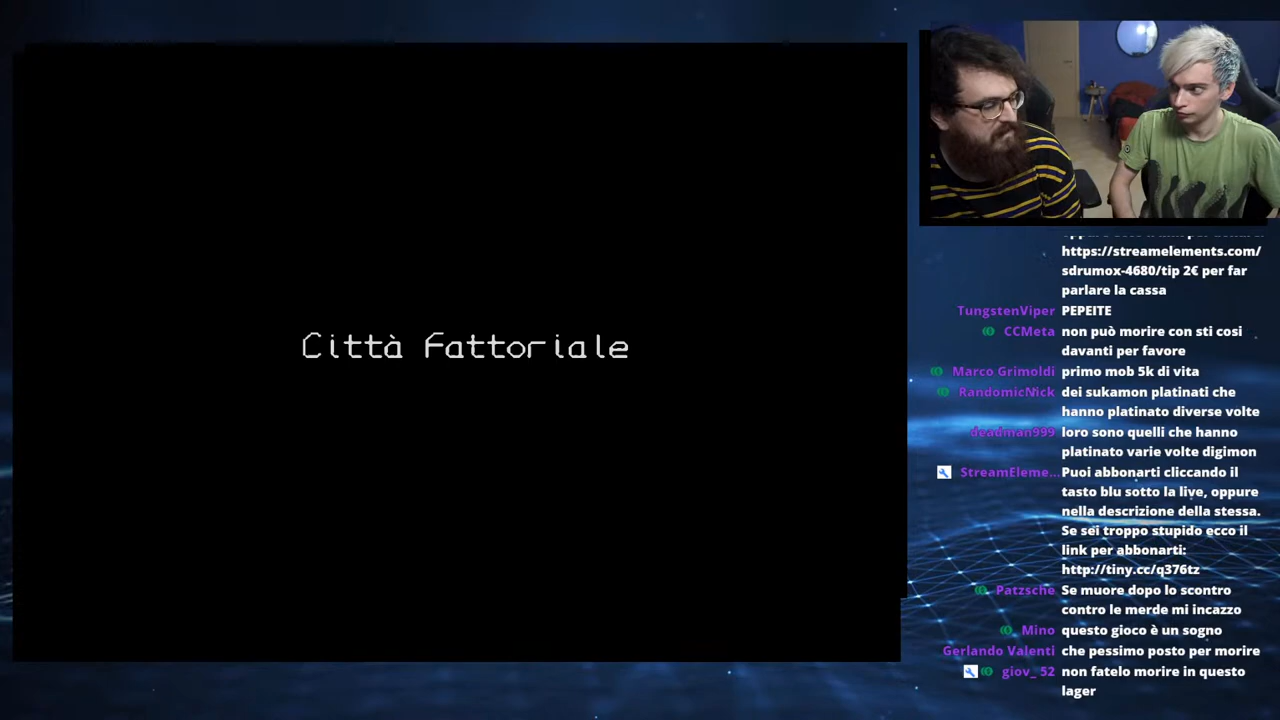 Città Fattoriale
https://streamelements.com/
sdrumox-4680/tip 2€ per far
parlare la cassa
TungstenViper PEPEITE
CCMeta non può morire con sti cosi
davanti per favore
Marco Grimoldi primo mob 5k di vita
RandomicNick dei sukamon platinati che
hanno platinato diverse volte
deadman999 loro sono quelli che hanno
platinato varie volte digimon
StreamEleme... Puoi abbonarti cliccando il
tasto blu sotto la live, oppure
nella descrizione della stessa.
Se sei troppo stupido ecco il
link per abbonarti:
http://tiny.cc/q376tz
Patzsche Se muore dopo lo scontro
contro le merde mi incazzo
Mino questo gioco è un sogno
Gerlando Valenti che pessimo posto per morire
giov_ 52 non fatelo morire in questo
lager